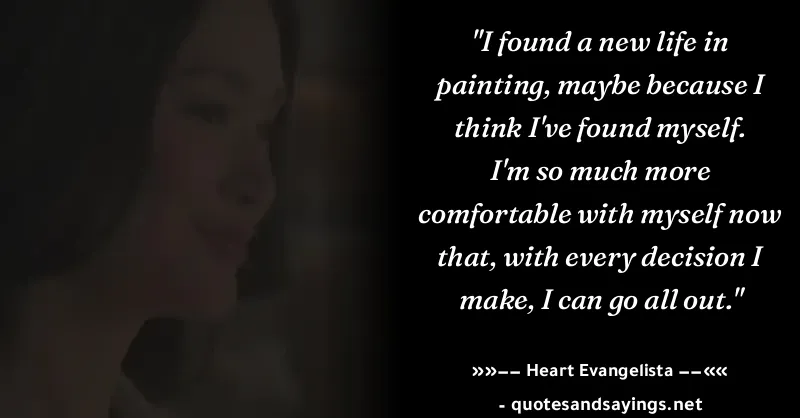 "I found a new life in
painting, maybe because I
think I've found myself.
I'm so much more
comfortable with myself now
that, with every decision I
make, I can go all out."
»»–– Heart Evangelista ––««
- quotesandsayings.net